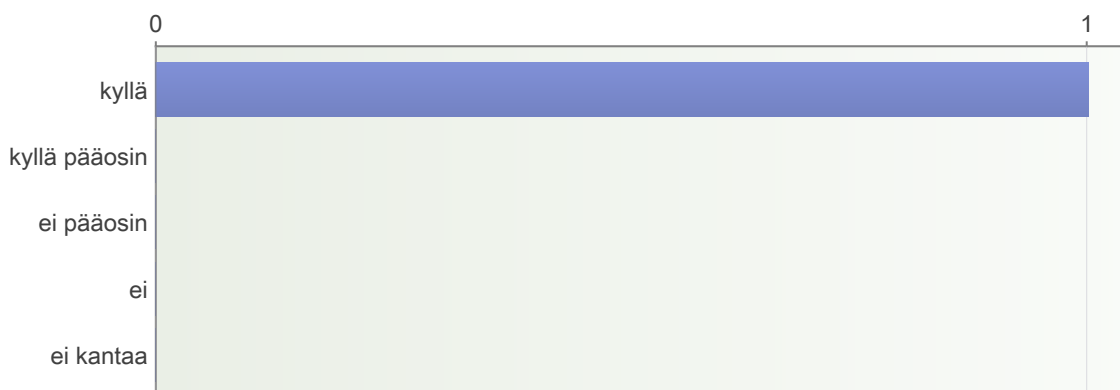 0 1
kyllä
kyllä pääosin
ei pääosin
ei
ei kantaa